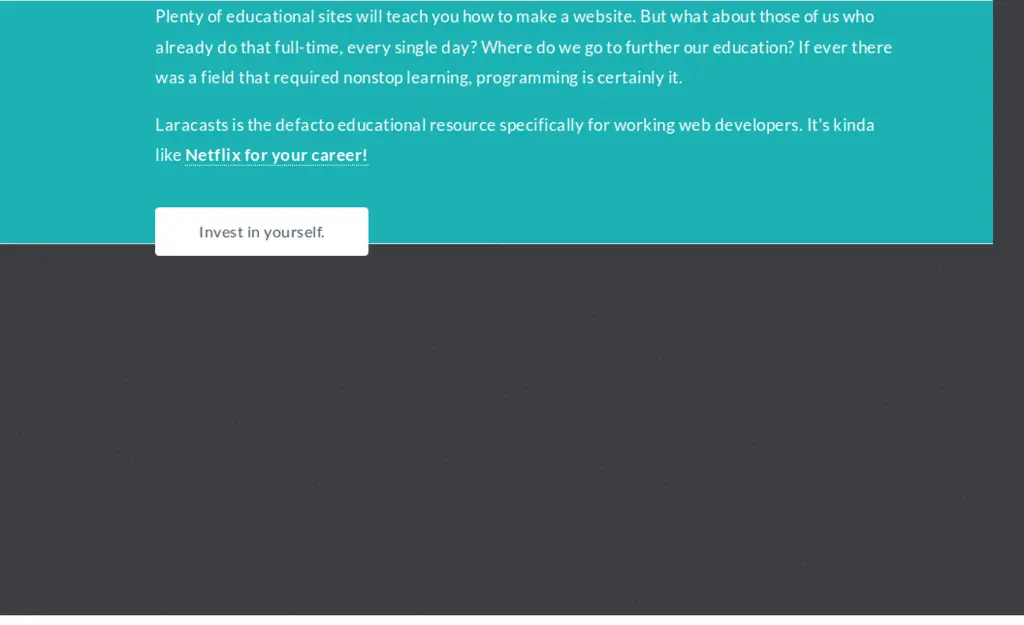 Plenty of educational sites will teach you how to make a website. But what about those of us who
already do that full-time, every single day? Where do we go to further our education? If ever there
was a field that required nonstop learning, programming is certainly it.
Laracasts is the defacto educational resource specifically for working web developers. It's kinda
like Netflix for your career!
Invest in yourself.